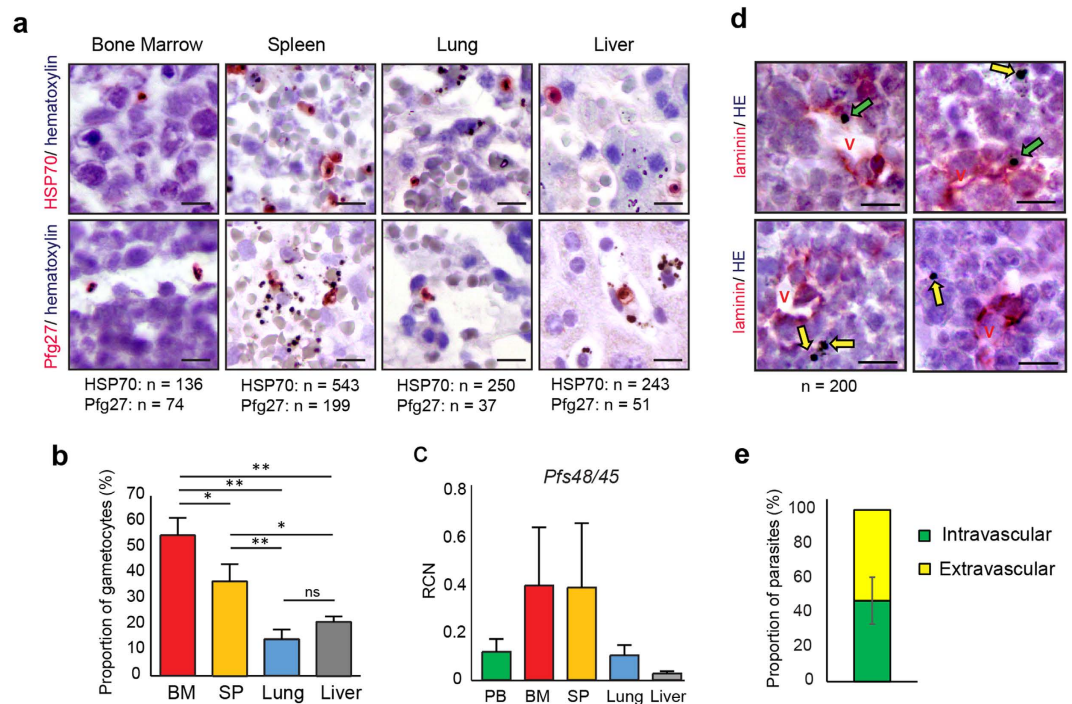 a
Bone Marrow
Spleen
Lung
Liver
HSP70/ hematoxylin
Pfg27/ hematoxylin
HSP70: n = 136
Pfg27: n = 74
HSP70: n = 543
Pfg27: n = 199
HSP70: n = 250
Pfg27: n = 37
HSP70: n = 243
Pfg27: n = 51
d
laminin/ HE
V
V
laminin/ HE
V
V
n = 200
b
Proportion of gametocytes (%)
70
60
50
40
30
20
10
0
**
**
*
*
**
ns
BM
SP
Lung
Liver
c
Pfs48/45
RCN
0.8
0.6
0.4
0.2
0
PB
BM
SP
Lung
Liver
e
Proportion of parasites (%)
100
80
60
40
20
0
Intravascular
Extravascular